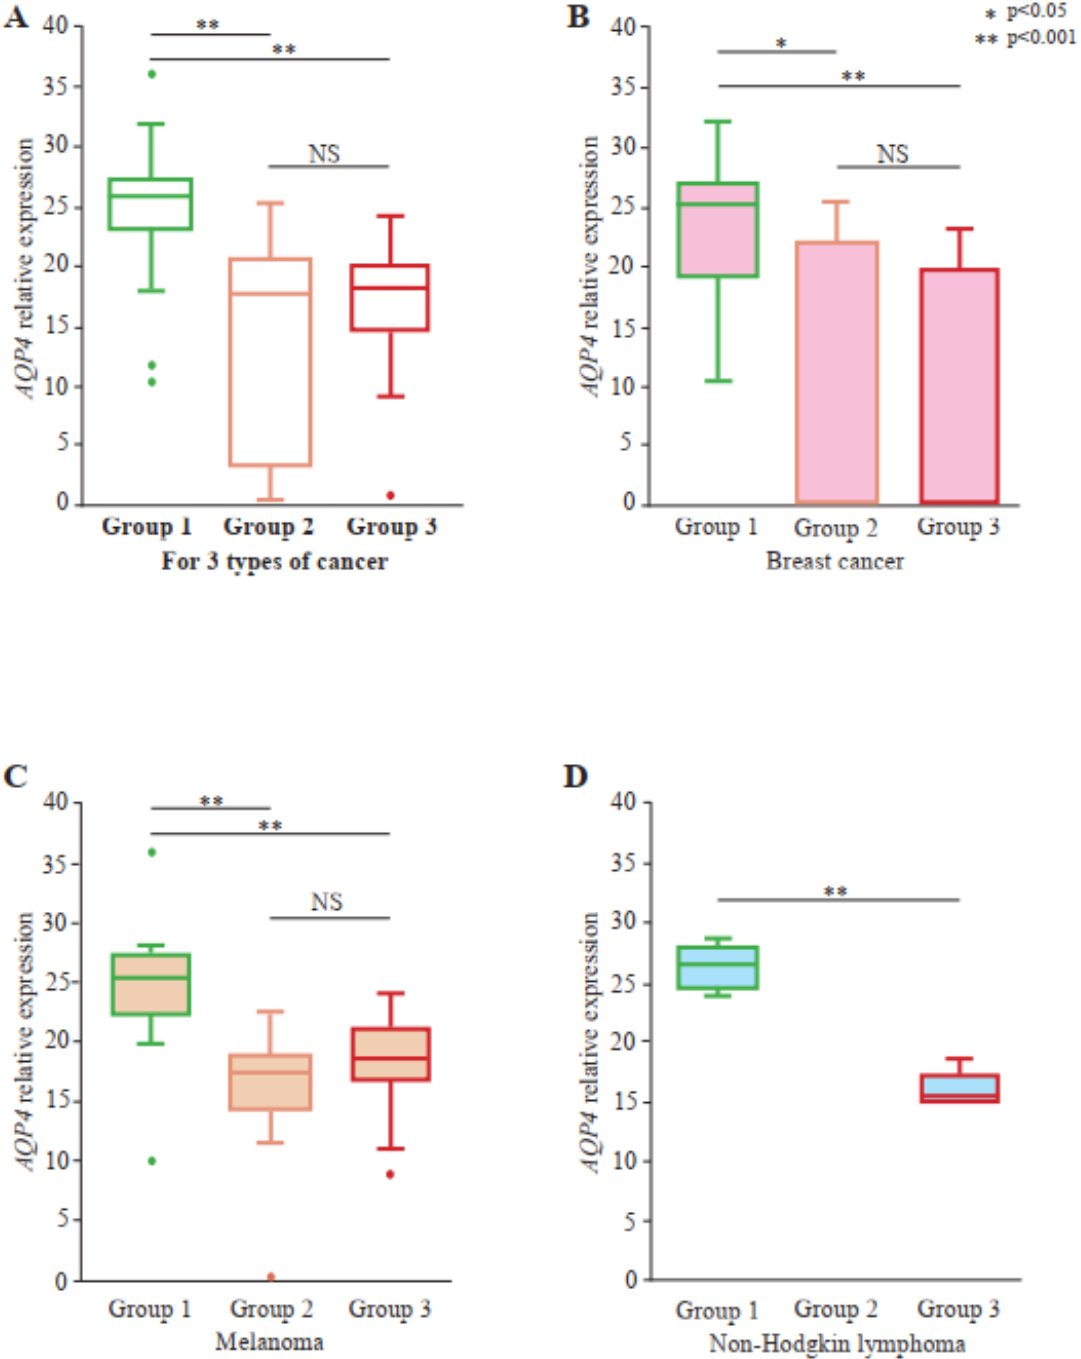 A
40
35
30
25
20
15
10
5
0
AQP4 relative expression
**
**
NS
Group 1 Group 2 Group 3
For 3 types of cancer
B
* p<0.05
** p<0.001
40
35
30
25
20
15
10
5
0
AQP4 relative expression
*
**
NS
Group 1 Group 2 Group 3
Breast cancer
C
40
35
30
25
20
15
10
5
0
AQP4 relative expression
**
**
NS
Group 1 Group 2 Group 3
Melanoma
D
40
35
30
25
20
15
10
5
0
AQP4 relative expression
**
Group 1 Group 2 Group 3
Non-Hodgkin lymphoma